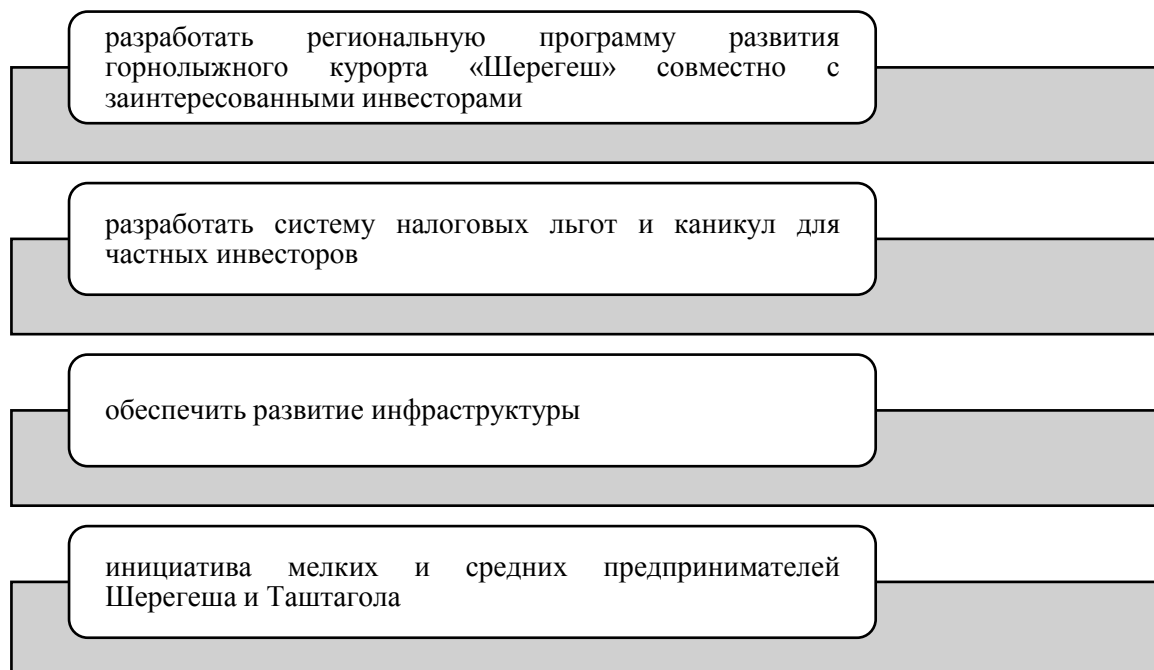 разработать региональную программу развития
горнолыжного курорта «Шерегеш» совместно с
заинтересованными инвесторами
разработать систему налоговых льгот и каникул для
частных инвесторов
обеспечить развитие инфраструктуры
инициатива мелких и средних предпринимателей
Шерегеша и Таштагола